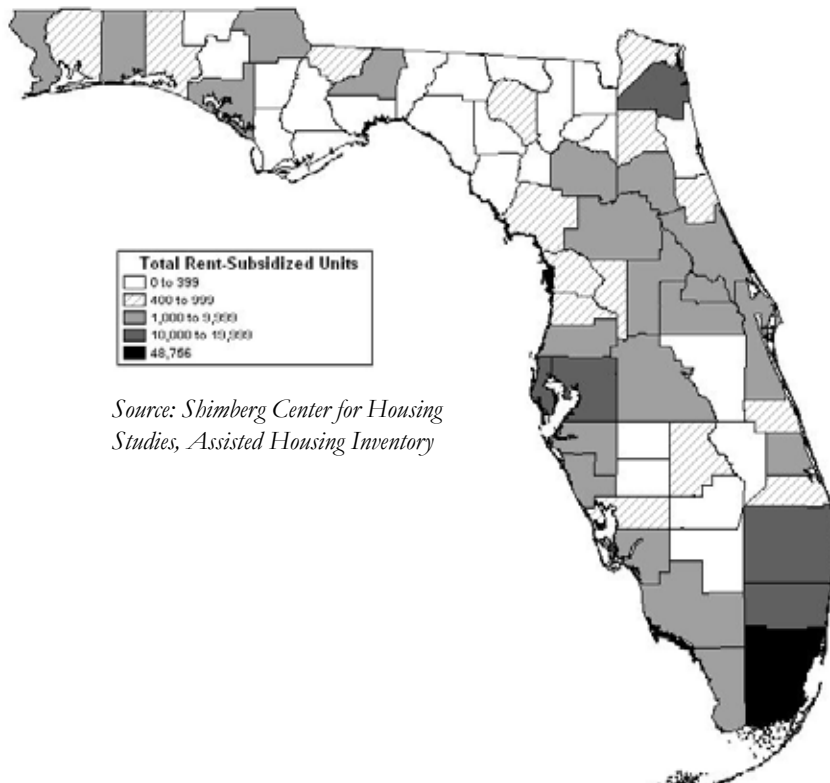 Total Rent-Subsidized Units
0 to 399
400 to 999
1,000 to 9,999
10,000 to 19,999
48,756
Source: Shimberg Center for Housing
Studies, Assisted Housing Inventory